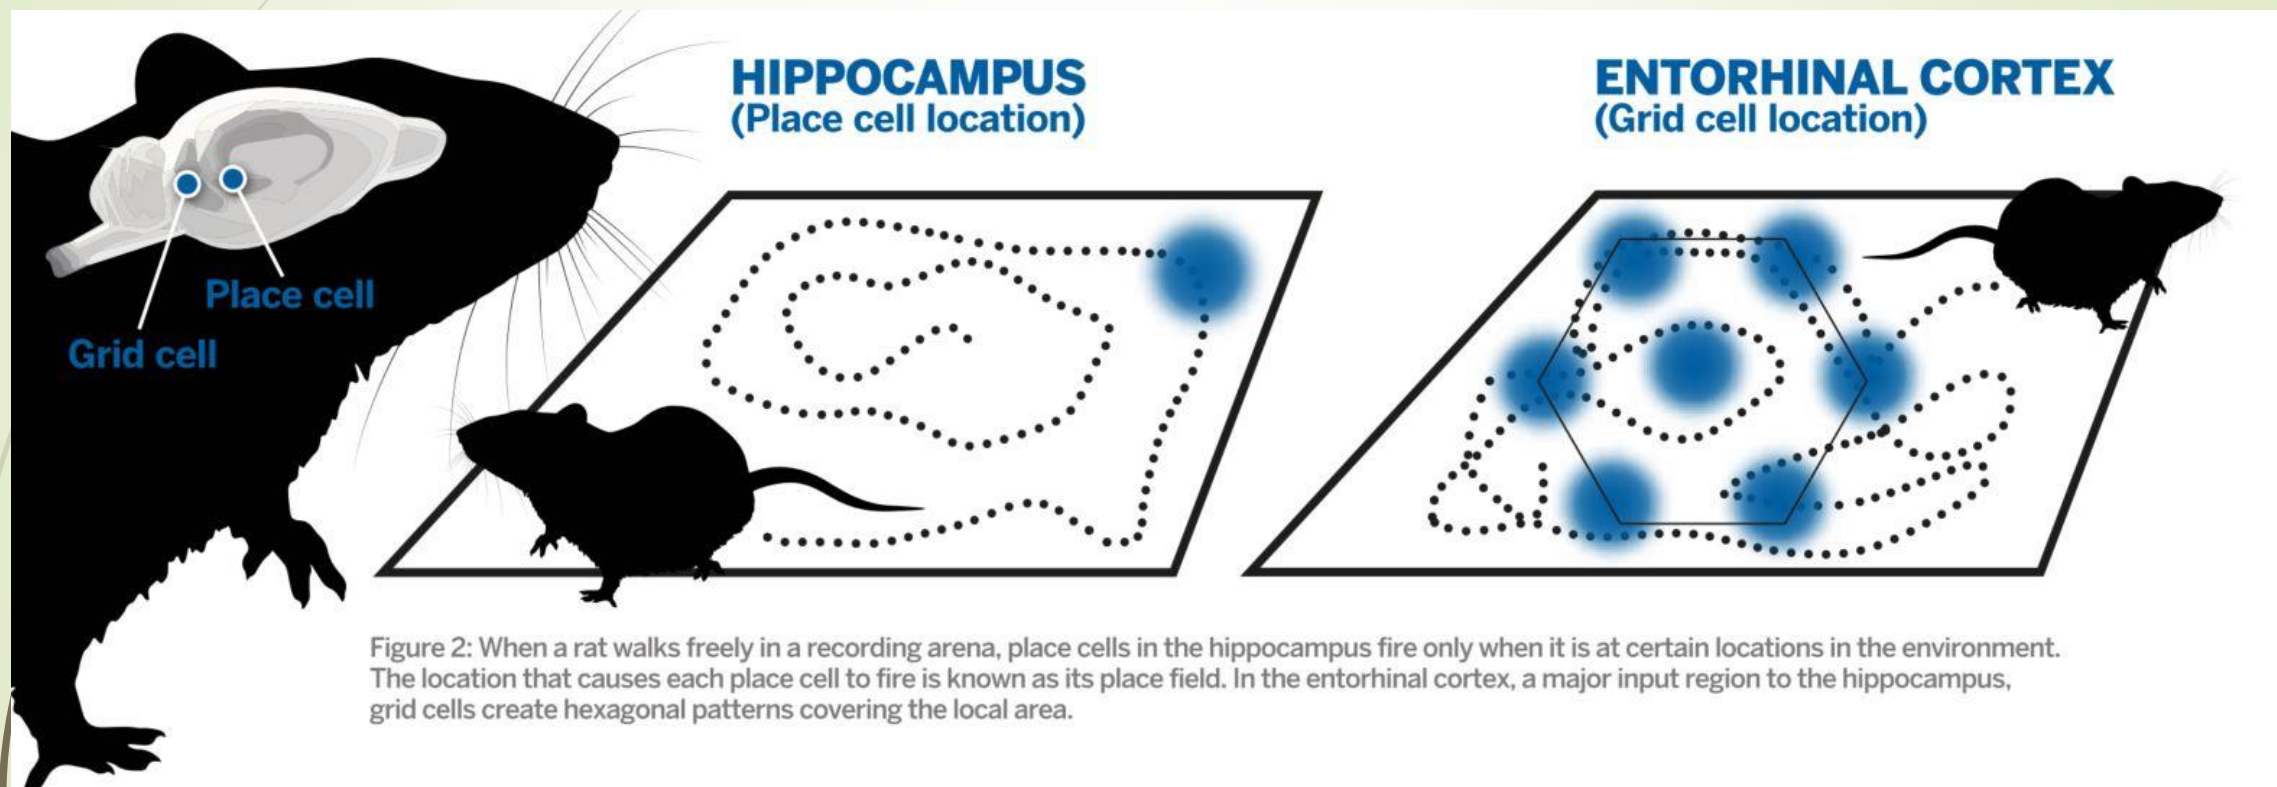 HIPPOCAMPUS
(Place cell location)
ENTORHINAL CORTEX
(Grid cell location)
Place cell
Grid cell
Figure 2: When a rat walks freely in a recording arena, place cells in the hippocampus fire only when it is at certain locations in the environment.
The location that causes each place cell to fire is known as its place field. In the entorhinal cortex, a major input region to the hippocampus,
grid cells create hexagonal patterns covering the local area.